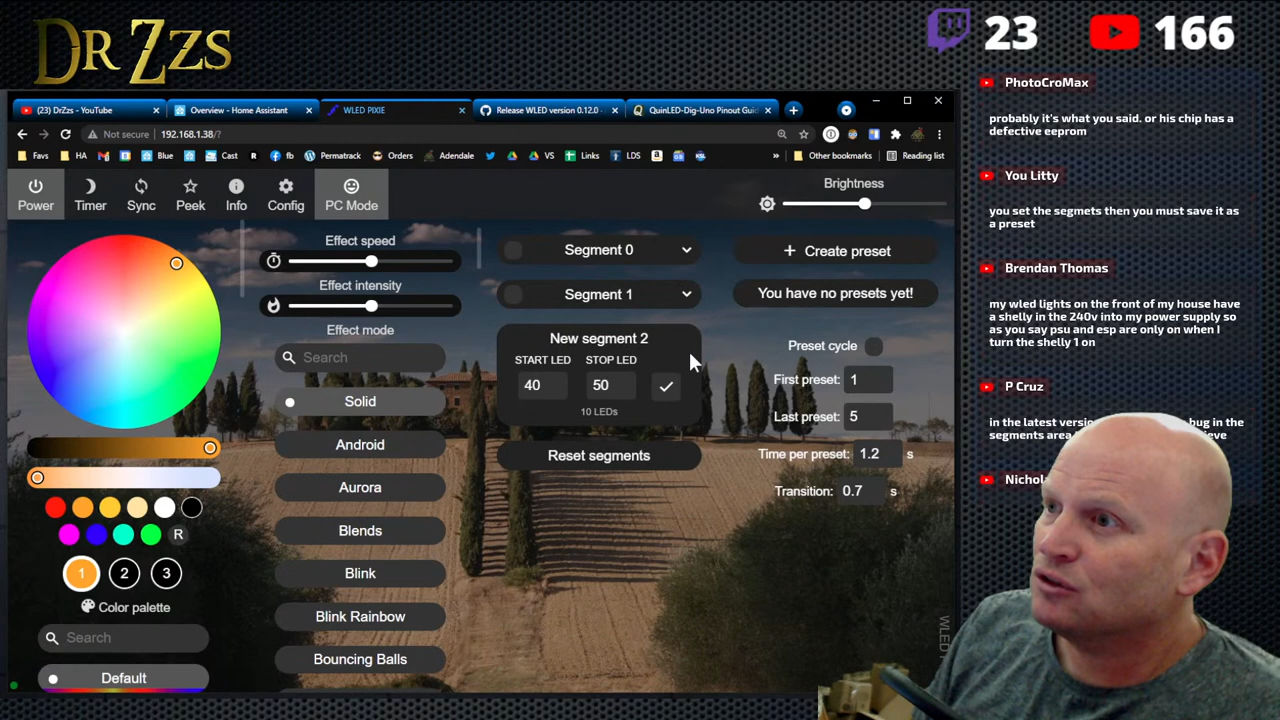 DR ZZS
23
166
(23) DrZzs - YouTube
Overview - Home Assistant
WLED PIXIE
Release WLED version 0.12.0 -
QuinLED-Dig-Uno Pinout Gui
Not secure
192.168.1.38/?
Favs
HA
Blue
Cast
R
fb
Permatrack
Orders
Adendale
VS
Links
LDS
Other bookmarks
Reading list
Power
Timer
Sync
Peek
Info
Config
PC Mode
Brightness
Effect speed
Effect intensity
Effect mode
Search
Solid
Android
Aurora
Blends
Blink
Blink Rainbow
Bouncing Balls
R
1
2
3
Color palette
Search
Default
Segment 0
Segment 1
New segment 2
START LED
STOP LED
40
50
10 LEDs
Reset segments
+ Create preset
You have no presets yet!
Preset cycle
First preset: 1
Last preset: 5
Time per preset: 1.2 s
Transition: 0.7 s
WLED
PhotoCroMax
probably it's what you said. or his chip has a
defective eeprom
You Litty
you set the segmets then you must save it as
a preset
Brendan Thomas
my wled lights on the front of my house have
a shelly in the 240v into my power supply so
as you say psu and esp are only on when I
turn the shelly 1 on
P Cruz
in the latest bug in the
segments area